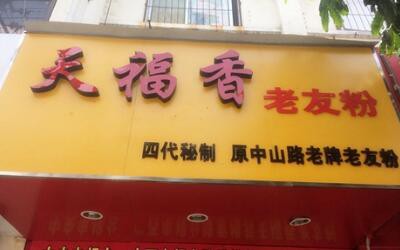 天福香 老友粉
四代秘制 原中山路老牌老友粉